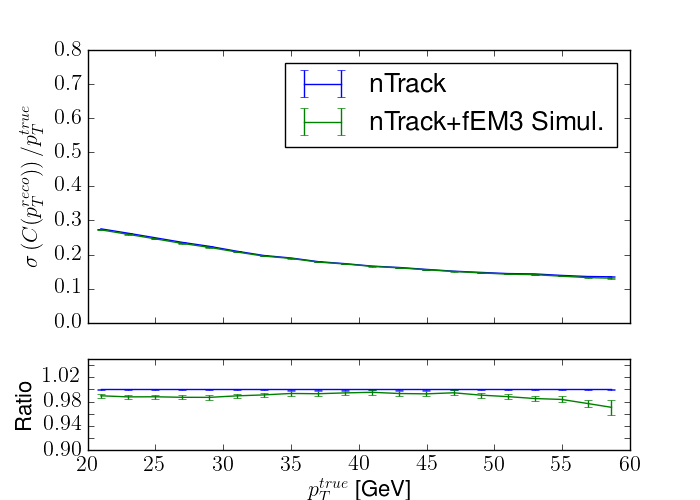 0.8
0.7
0.6
0.5
0.4
0.3
0.2
0.1
0.0
σ (C(p_T^{reco})) / p_T^{true}
nTrack
nTrack+fEM3 Simul.
1.02
0.98
0.94
0.90
Ratio
20 25 30 35 40 45 50 55 60
p_T^{true} [GeV]